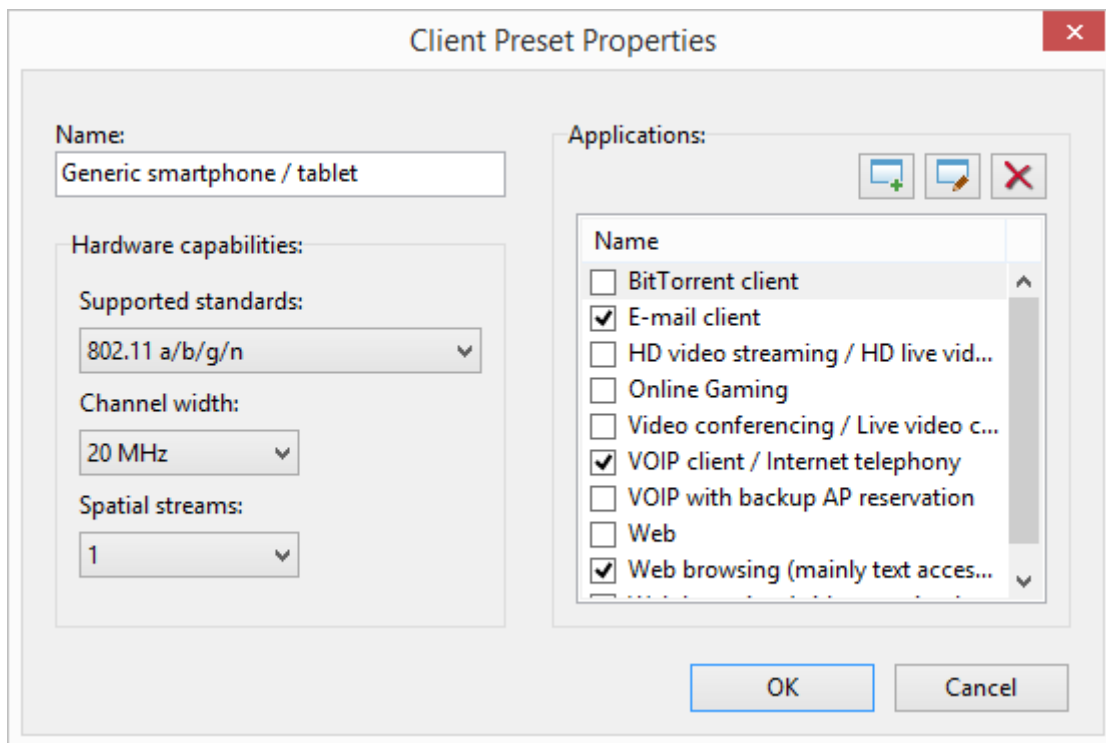 Client Preset Properties
Name:
Generic smartphone / tablet
Hardware capabilities:
Supported standards:
802.11 a/b/g/n
Channel width:
20 MHz
Spatial streams:
1
Applications:
Name
BitTorrent client
E-mail client
HD video streaming / HD live vid...
Online Gaming
Video conferencing / Live video c...
VOIP client / Internet telephony
VOIP with backup AP reservation
Web
Web browsing (mainly text acces...
OK
Cancel